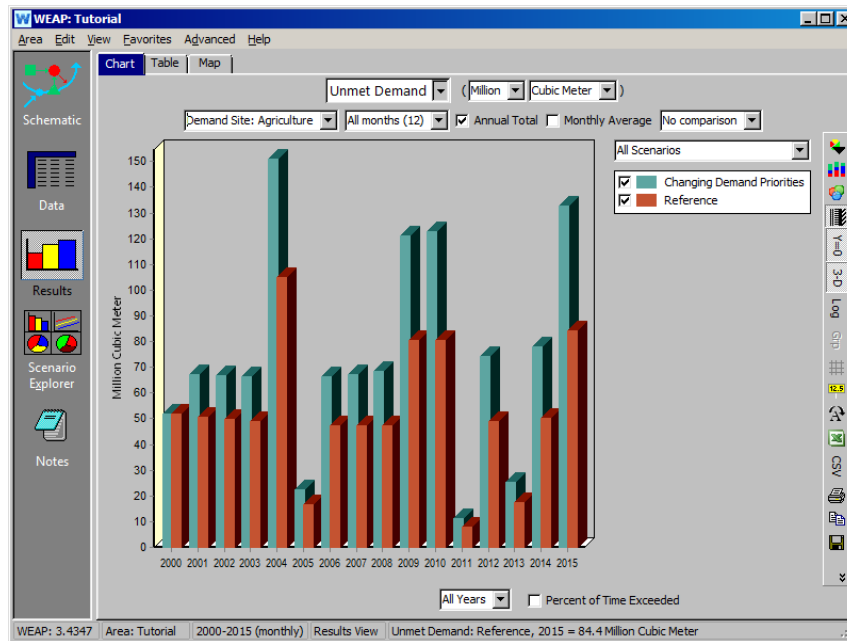 WEAP: Tutorial
Area Edit View Favorites Advanced Help
Chart Table Map
Unmet Demand ( Million Cubic Meter )
Demand Site: Agriculture All months (12) Annual Total Monthly Average No comparison
All Scenarios
Changing Demand Priorities
Reference
Schematic
Data
Results
Scenario
Explorer
Notes
Million Cubic Meter
150
140
130
120
110
100
90
80
70
60
50
40
30
20
10
0
2000 2001 2002 2003 2004 2005 2006 2007 2008 2009 2010 2011 2012 2013 2014 2015
All Years Percent of Time Exceeded
Y=0
3-D
Log
Grp
12.5
CSV
WEAP: 3.4347 Area: Tutorial 2000-2015 (monthly) Results View Unmet Demand: Reference, 2015 = 84.4 Million Cubic Meter